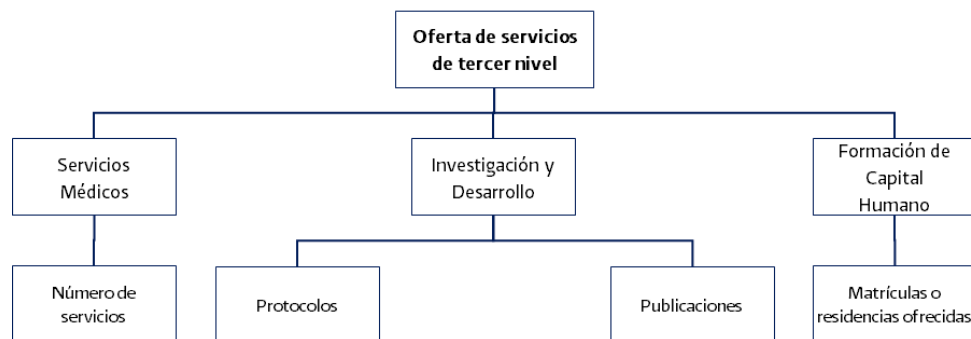 Oferta de servicios
de tercer nivel
Servicios
Médicos
Investigación y
Desarrollo
Formación de
Capital
Humano
Número de
servicios
Protocolos
Publicaciones
Matrículas o
residencias ofrecidas